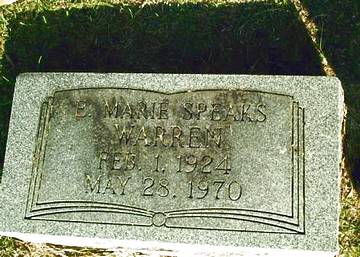 E. MARIE SPEAKS
WARREN
FEB. 1, 1924
MAY 28, 1970